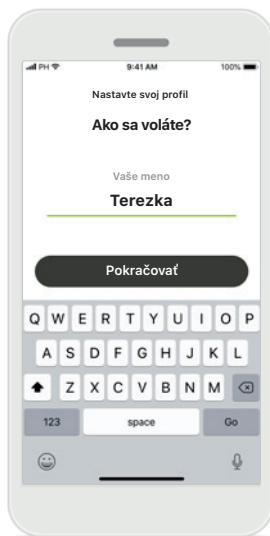 PH 9:41 AM 100%
Nastavte svoj profil
Ako sa voláte?
Vaše meno
Terezka
Pokračovať
Q W E R T Y U I O P
A S D F G H J K L
Z X C V B N M
123 space Go